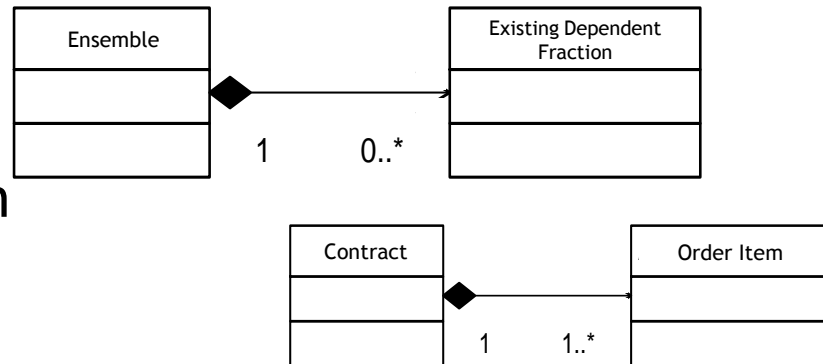 Ensemble
Existing Dependent
Fraction
1 0..*
n
Contract
Order Item
1 1..*